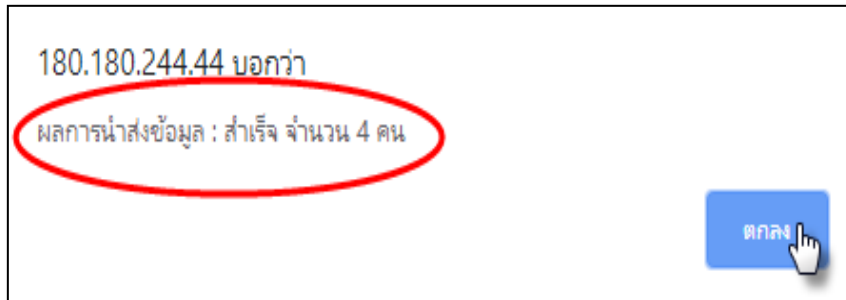 180.180.244.44 บอกว่า
ผลการนำส่งข้อมูล : สำเร็จ จำนวน 4 คน
ตกลง